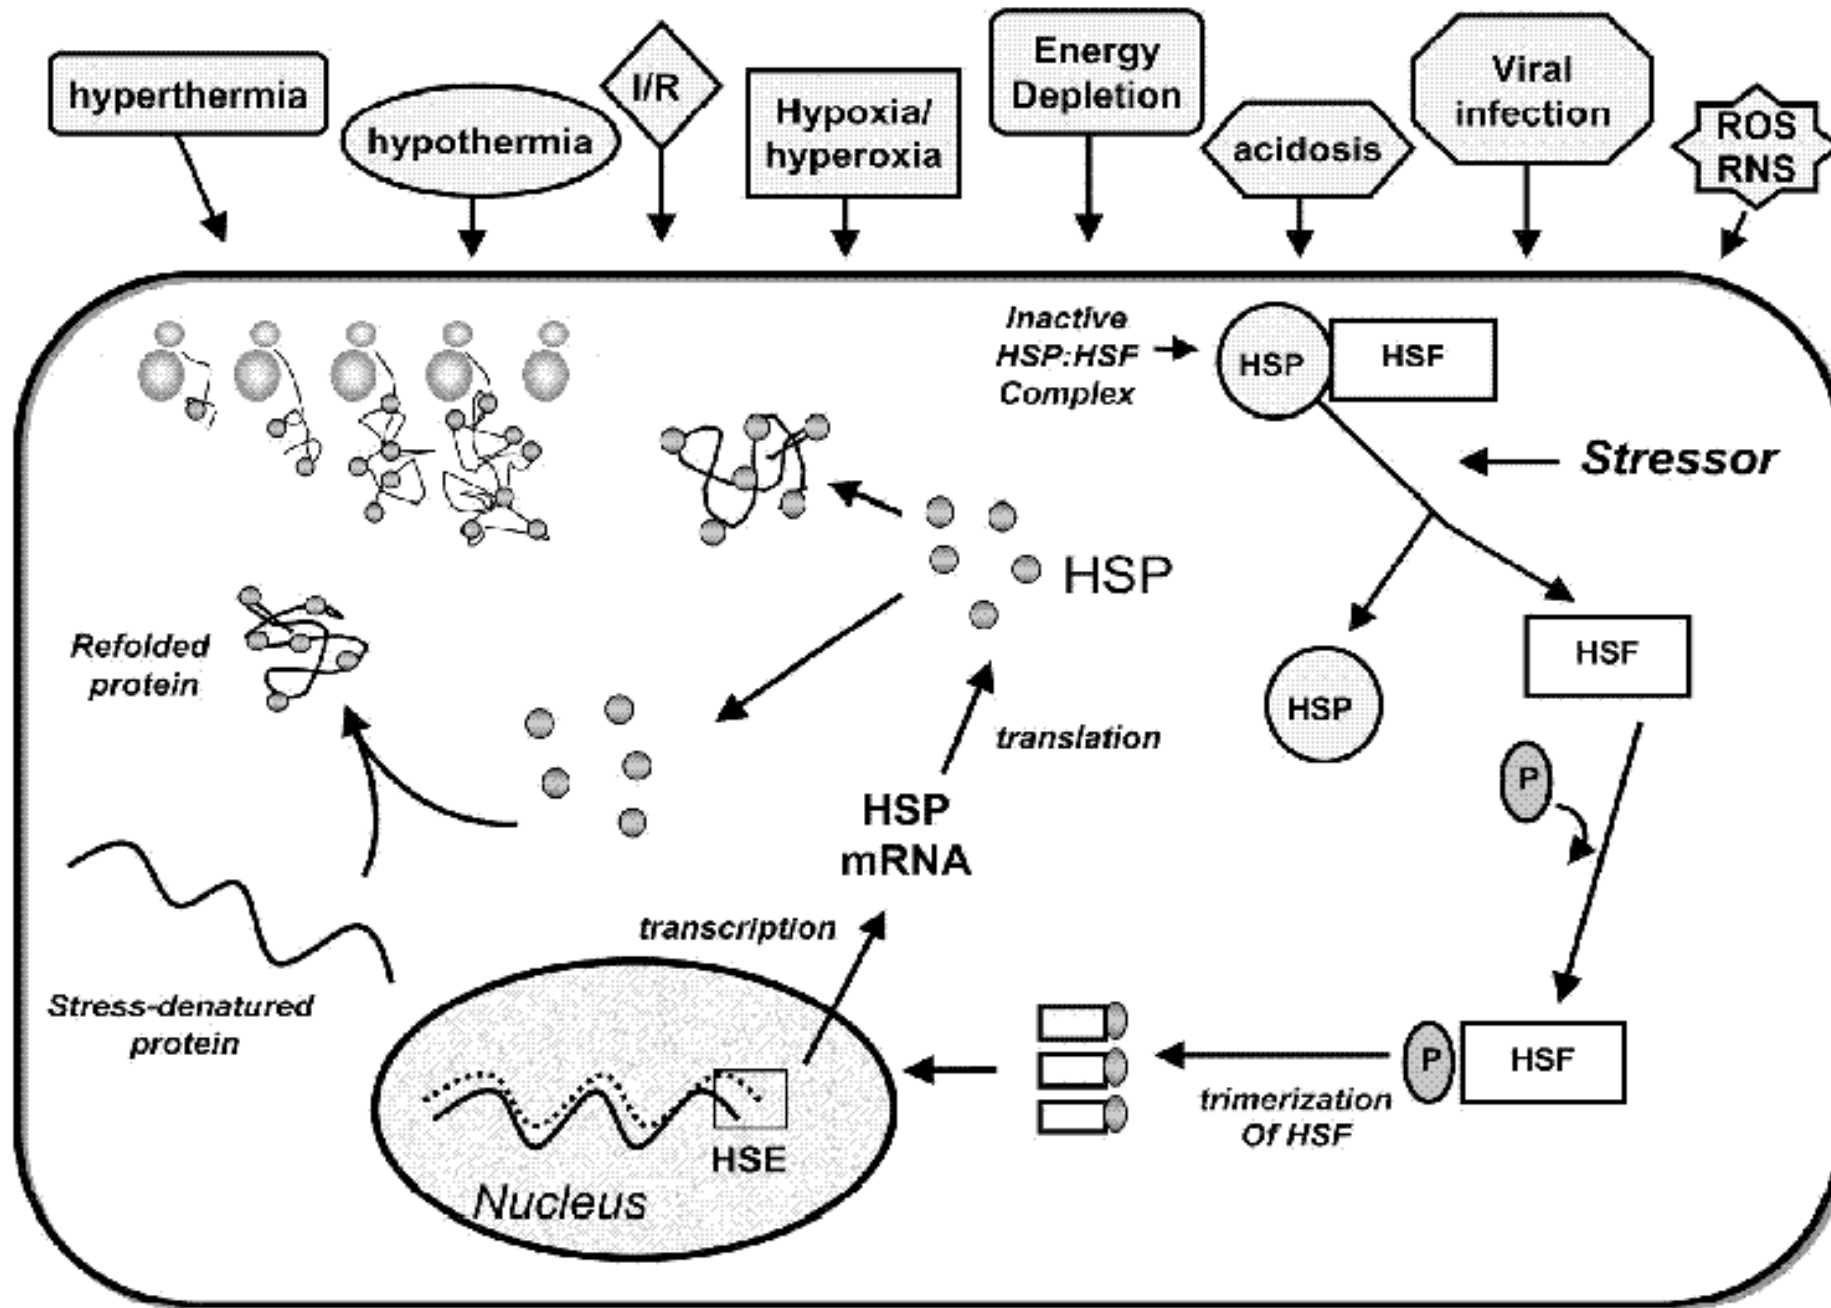 hyperthermia
hypothermia
I/R
Hypoxia/
hyperoxia
Energy
Depletion
acidosis
Viral
infection
ROS
RNS
Inactive
HSP:HSF
Complex
HSP
HSF
Stressor
HSP
HSF
HSP
P
Refolded
protein
translation
HSP
mRNA
transcription
Stress-denatured
protein
P
HSF
trimerization
Of HSF
HSE
Nucleus